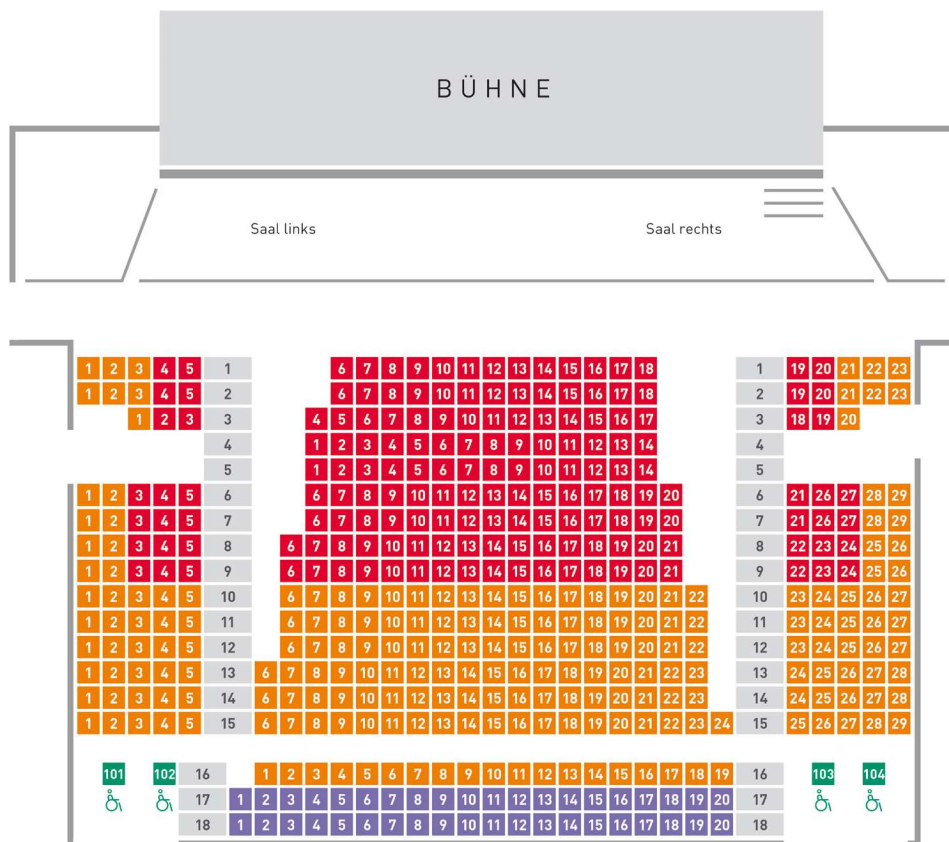 BÜHNE
Saal links Saal rechts
1 2 3 4 5 1 6 7 8 9 10 11 12 13 14 15 16 17 18 1 19 20 21 22 23
1 2 3 4 5 2 6 7 8 9 10 11 12 13 14 15 16 17 18 2 19 20 21 22 23
1 2 3 3 4 5 6 7 8 9 10 11 12 13 14 15 16 17 3 18 19 20
4 1 2 3 4 5 6 7 8 9 10 11 12 13 14 4
5 1 2 3 4 5 6 7 8 9 10 11 12 13 14 5
1 2 3 4 5 6 6 7 8 9 10 11 12 13 14 15 16 17 18 19 20 6 21 26 27 28 29
1 2 3 4 5 7 6 7 8 9 10 11 12 13 14 15 16 17 18 19 20 7 21 26 27 28 29
1 2 3 4 5 8 6 7 8 9 10 11 12 13 14 15 16 17 18 19 20 21 8 22 23 24 25 26
1 2 3 4 5 9 6 7 8 9 10 11 12 13 14 15 16 17 18 19 20 21 9 22 23 24 25 26
1 2 3 4 5 10 6 7 8 9 10 11 12 13 14 15 16 17 18 19 20 21 22 10 23 24 25 26 27
1 2 3 4 5 11 6 7 8 9 10 11 12 13 14 15 16 17 18 19 20 21 22 11 23 24 25 26 27
1 2 3 4 5 12 6 7 8 9 10 11 12 13 14 15 16 17 18 19 20 21 22 12 23 24 25 26 27
1 2 3 4 5 13 6 7 8 9 10 11 12 13 14 15 16 17 18 19 20 21 22 23 13 24 25 26 27 28
1 2 3 4 5 14 6 7 8 9 10 11 12 13 14 15 16 17 18 19 20 21 22 23 14 24 25 26 27 28
1 2 3 4 5 15 6 7 8 9 10 11 12 13 14 15 16 17 18 19 20 21 22 23 24 15 25 26 27 28 29
101 102 16 1 2 3 4 5 6 7 8 9 10 11 12 13 14 15 16 17 18 19 16 103 104
17 1 2 3 4 5 6 7 8 9 10 11 12 13 14 15 16 17 18 19 20 17
18 1 2 3 4 5 6 7 8 9 10 11 12 13 14 15 16 17 18 19 20 18